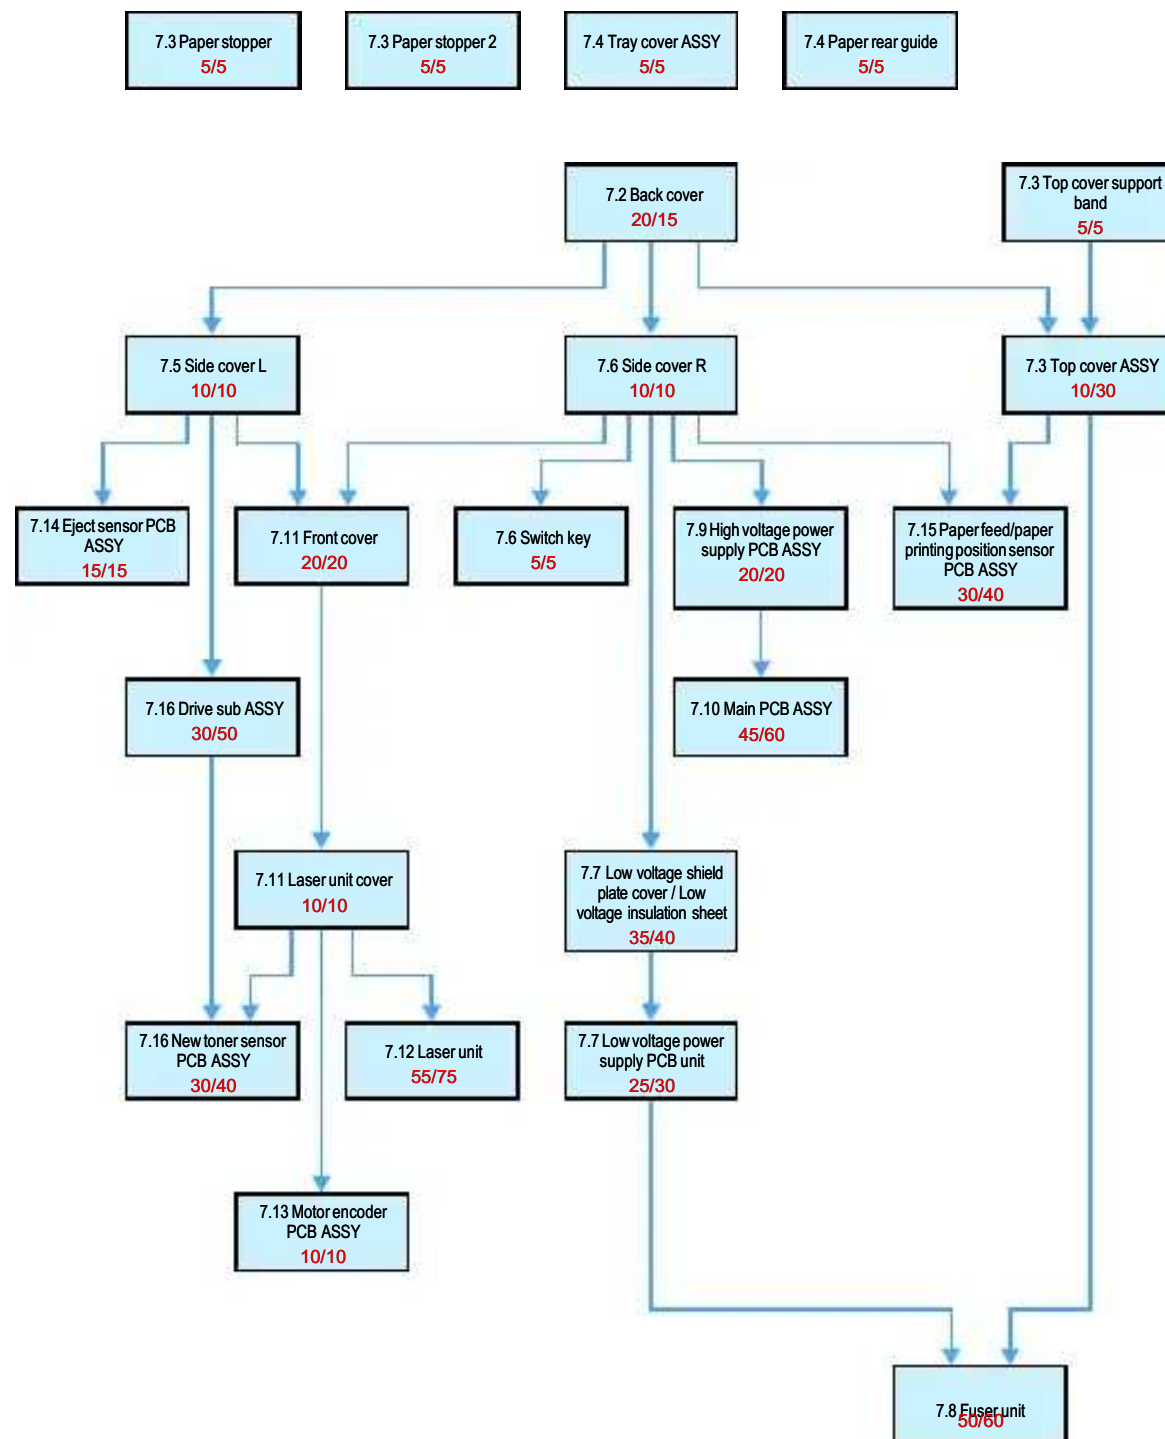 7.3 Paper stopper
5/5
7.3 Paper stopper 2
5/5
7.4 Tray cover ASSY
5/5
7.4 Paper rear guide
5/5
7.2 Back cover
20/15
7.3 Top cover support
band
5/5
7.5 Side cover L
10/10
7.6 Side cover R
10/10
7.3 Top cover ASSY
10/30
7.14 Eject sensor PCB
ASSY
15/15
7.11 Front cover
20/20
7.6 Switch key
5/5
7.9 High voltage power
supply PCB ASSY
20/20
7.15 Paper feed/paper
printing position sensor
PCB ASSY
30/40
7.16 Drive sub ASSY
30/50
7.10 Main PCB ASSY
45/60
7.11 Laser unit cover
10/10
7.7 Low voltage shield
plate cover / Low
voltage insulation sheet
35/40
7.16 New toner sensor
PCB ASSY
30/40
7.12 Laser unit
55/75
7.7 Low voltage power
supply PCB unit
25/30
7.13 Motor encoder
PCB ASSY
10/10
7.8 Fuser unit
50/60